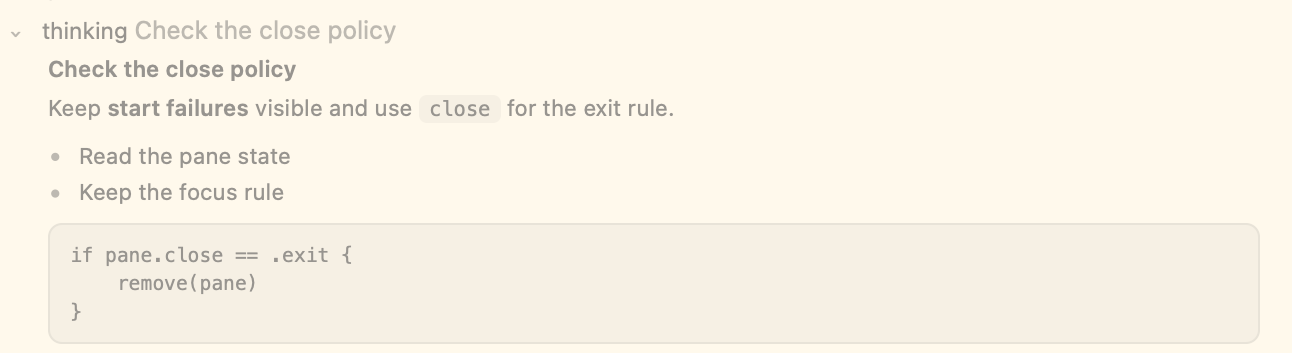 thinking Check the close policy
Check the close policy
Keep start failures visible and use close for the exit rule.
• Read the pane state
• Keep the focus rule
if pane.close == .exit {
    remove(pane)
}